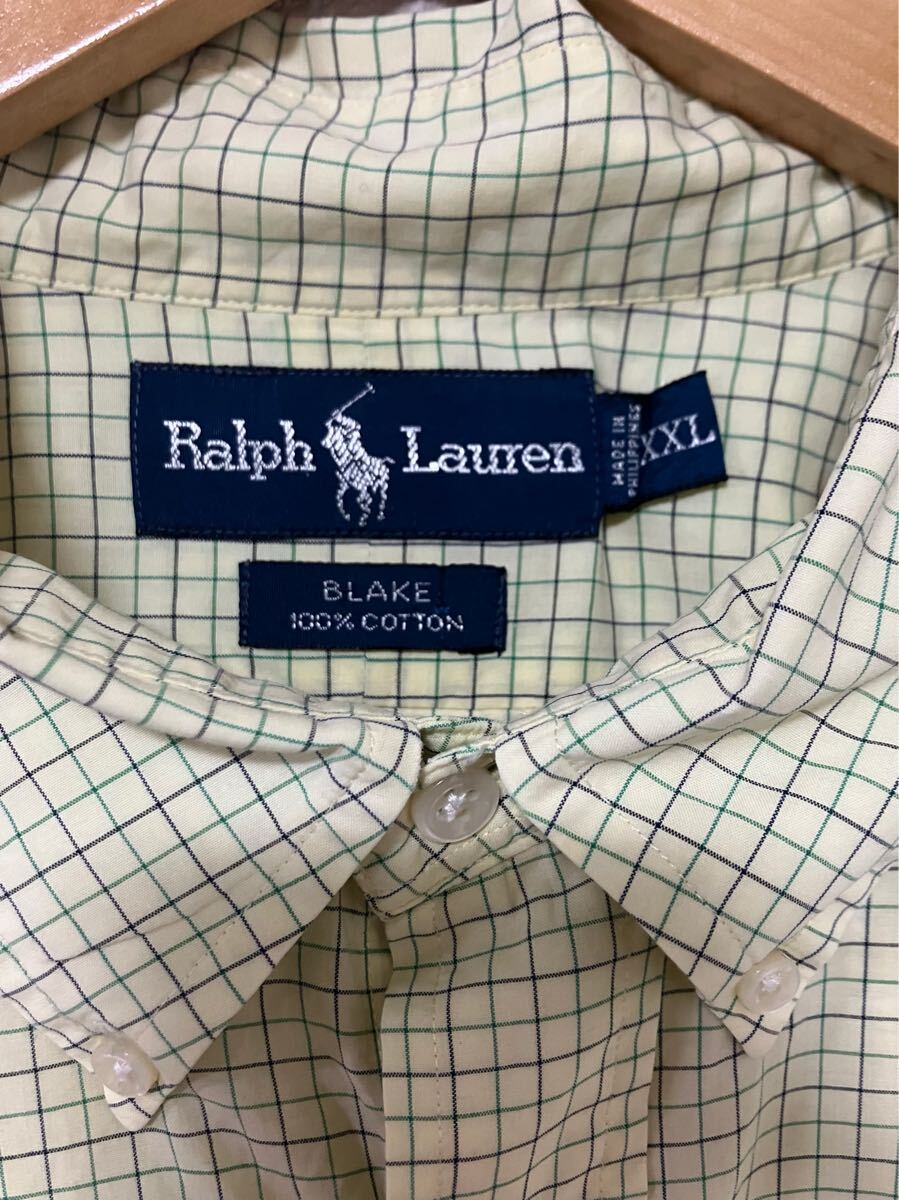 Ralph Lauren
MADE IN
PHILIPPINES
XXL
BLAKE
100% COTTON